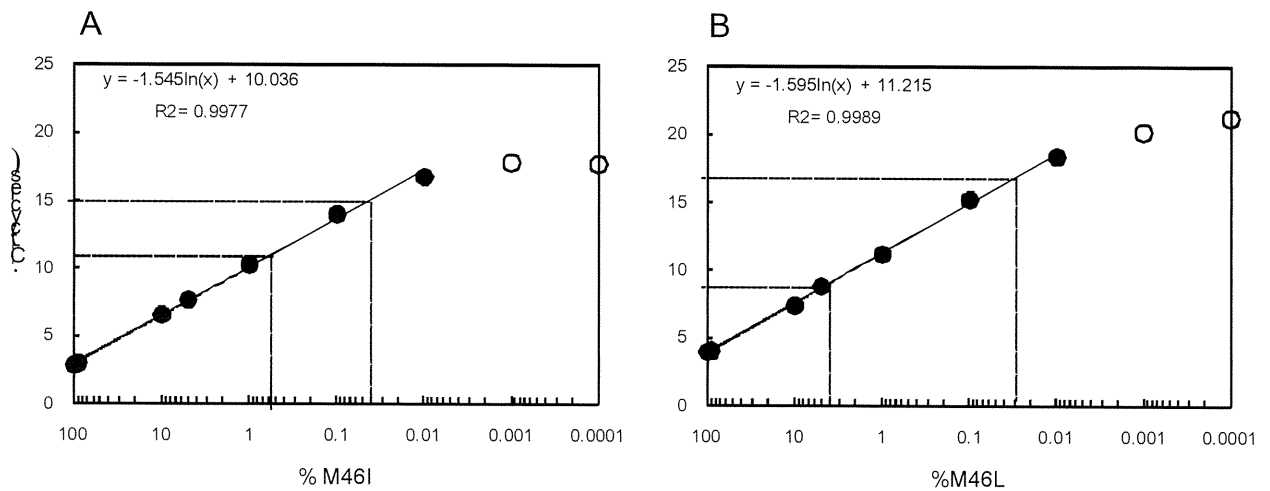 A
B
y = -1.545ln(x) + 10.036
R2= 0.9977
y = -1.595ln(x) + 11.215
R2= 0.9989
25
20
15
10
5
0
25
20
15
10
5
0
100 10 1 0.1 0.01 0.001 0.0001
100 10 1 0.1 0.01 0.001 0.0001
% M46I
%M46L